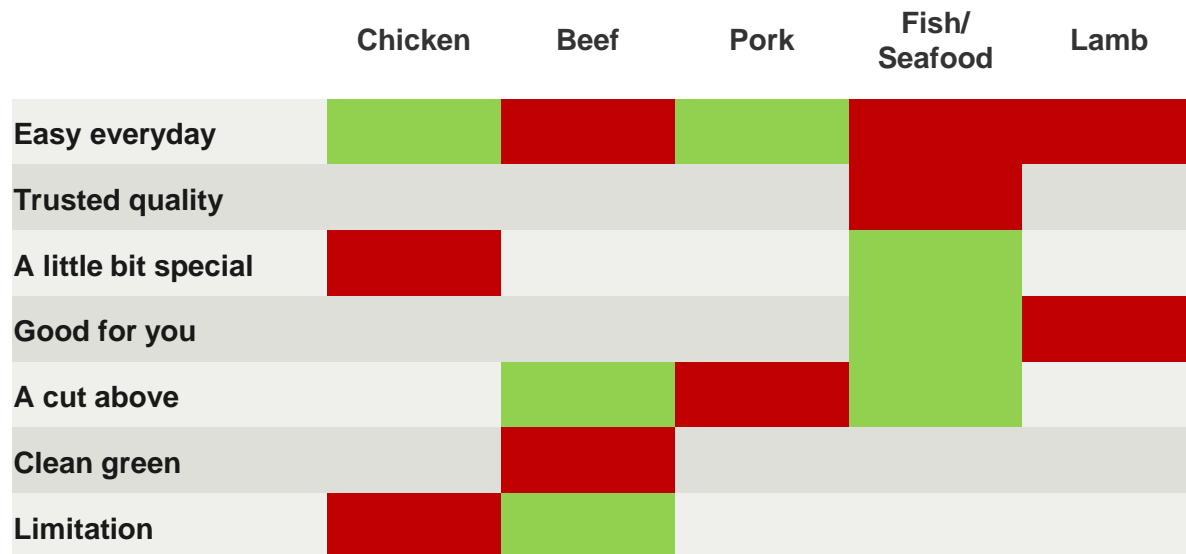 Chicken Beef Pork Fish/
Seafood Lamb
Easy everyday
Trusted quality
A little bit special
Good for you
A cut above
Clean green
Limitation